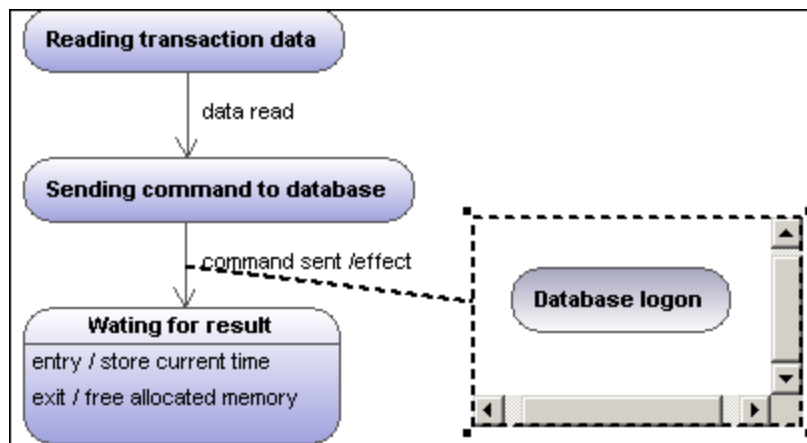 Reading transaction data
data read
Sending command to database
command sent /effect
Database logon
Wating for result
entry / store current time
exit / free allocated memory